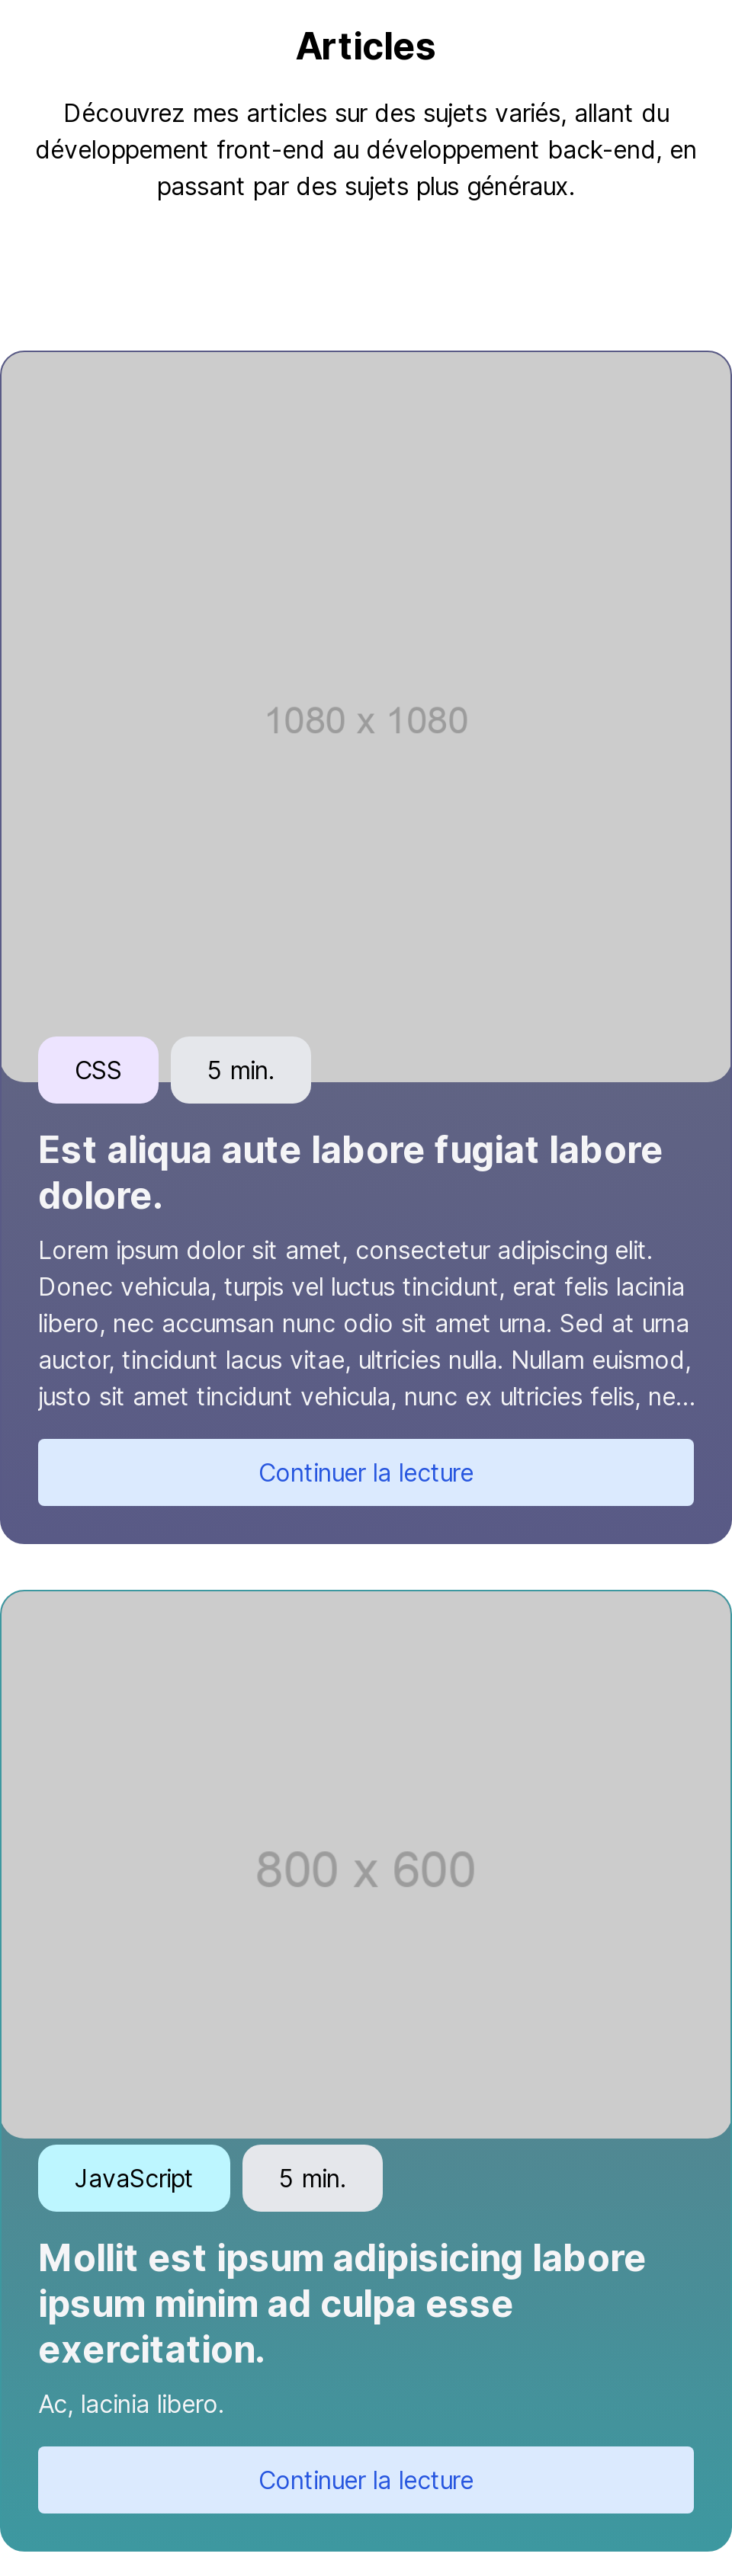 Articles
Découvrez mes articles sur des sujets variés, allant du
développement front-end au développement back-end, en
passant par des sujets plus généraux.
1080 x 1080
CSS
5 min.
Est aliqua aute labore fugiat labore
dolore.
Lorem ipsum dolor sit amet, consectetur adipiscing elit.
Donec vehicula, turpis vel luctus tincidunt, erat felis lacinia
libero, nec accumsan nunc odio sit amet urna. Sed at urna
auctor, tincidunt lacus vitae, ultricies nulla. Nullam euismod,
justo sit amet tincidunt vehicula, nunc ex ultricies felis, ne...
Continuer la lecture
800 x 600
JavaScript
5 min.
Mollit est ipsum adipisicing labore
ipsum minim ad culpa esse
exercitation.
Ac, lacinia libero.
Continuer la lecture